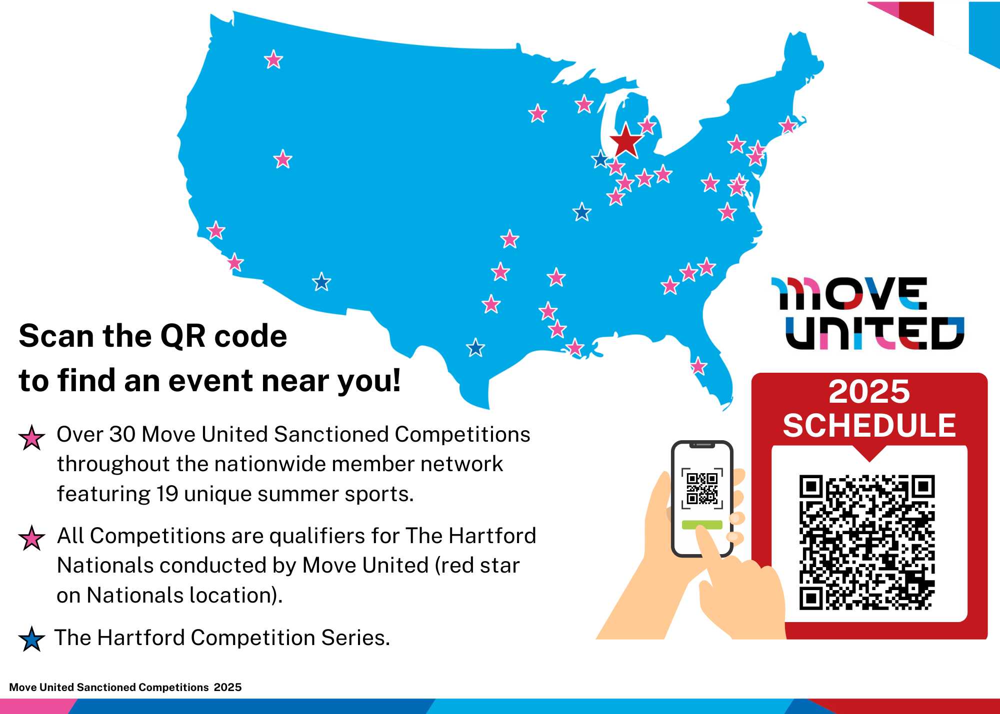 MOVE
UNITED
Scan the QR code
to find an event near you!
2025
SCHEDULE
Over 30 Move United Sanctioned Competitions
throughout the nationwide member network
featuring 19 unique summer sports.
All Competitions are qualifiers for The Hartford
Nationals conducted by Move United (red star
on Nationals location).
The Hartford Competition Series.
Move United Sanctioned Competitions 2025